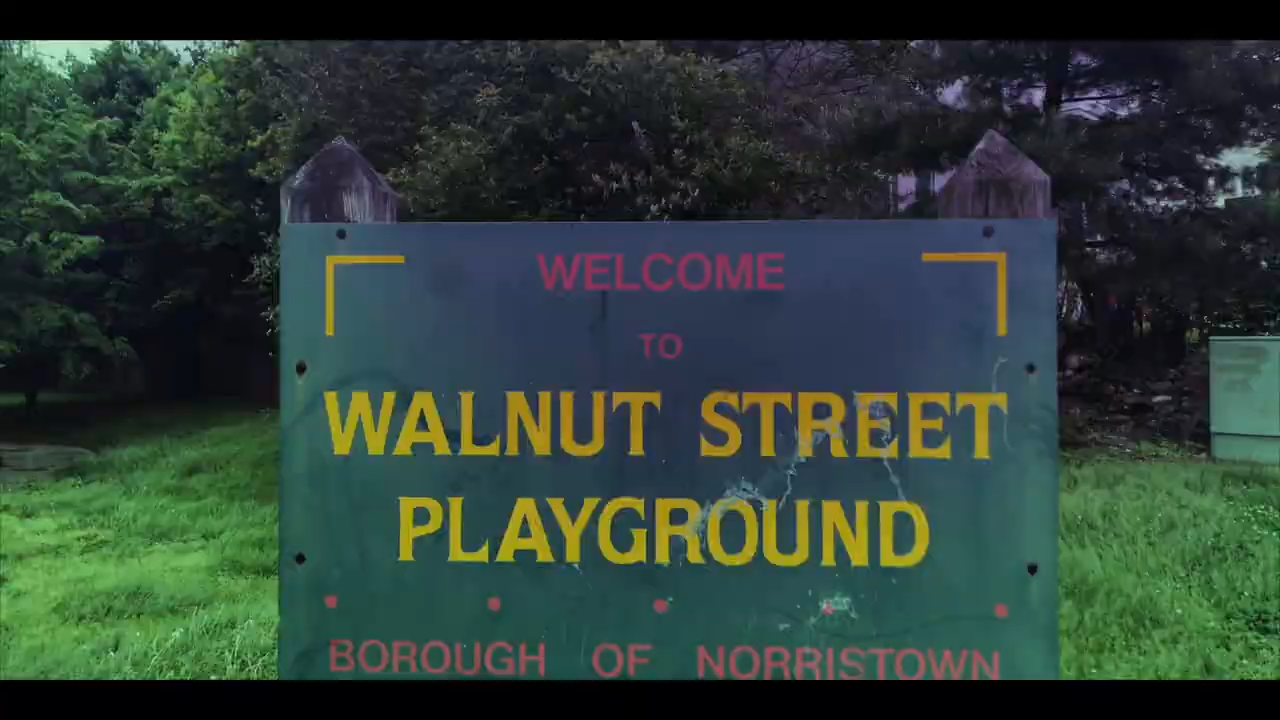 WELCOME
TO
WALNUT STREET
PLAYGROUND
BOROUGH OF NORRISTOWN